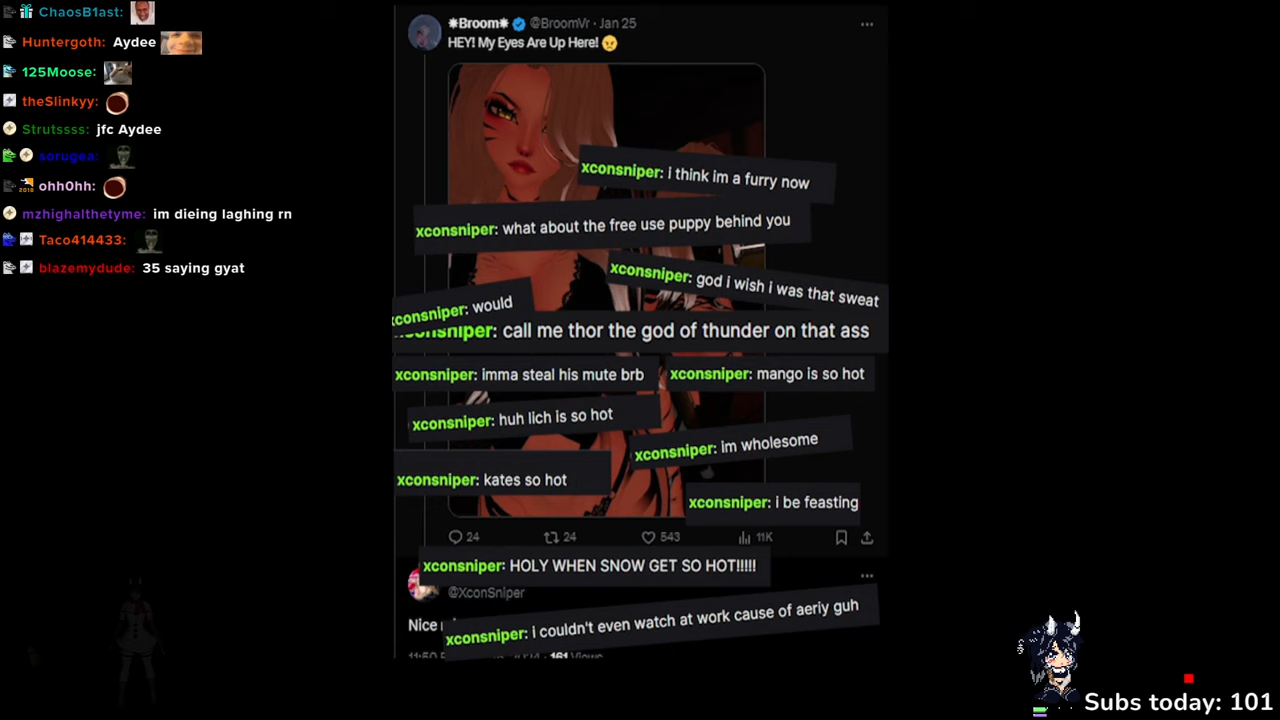 ChaosB1ast:
Huntergoth: Aydee
125Moose:
theSlinkyy:
Strutssss: jfc Aydee
sorugea:
2018 ohh0hh:
mzhighalthetyme: im dieing laghing rn
Taco414433:
blazemydude: 35 saying gyat
*Broom* @BroomVr · Jan 25
HEY! My Eyes Are Up Here! 😠
xconsniper: i think im a furry now
xconsniper: what about the free use puppy behind you
xconsniper: god i wish i was that sweat
xconsniper: would
xconsniper: call me thor the god of thunder on that ass
xconsniper: imma steal his mute brb
xconsniper: mango is so hot
xconsniper: huh lich is so hot
xconsniper: im wholesome
xconsniper: kates so hot
xconsniper: i be feasting
24 24 543 11K
xconsniper: HOLY WHEN SNOW GET SO HOT!!!!!
@XconSniper
Nice
xconsniper: i couldn't even watch at work cause of aeriy guh
161 Views
Subs today: 101